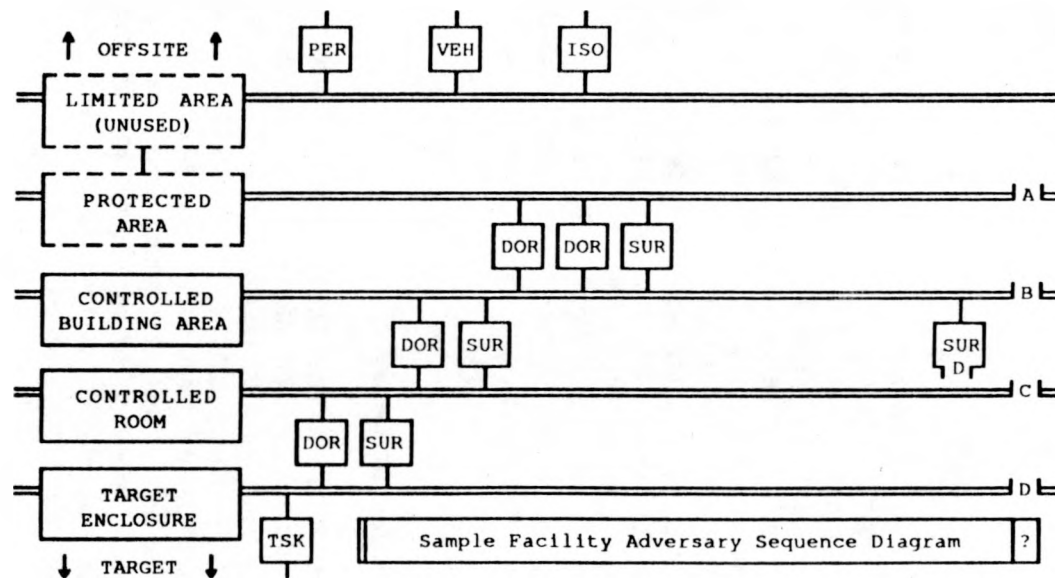 OFFSITE
PER VEH ISO
LIMITED AREA
(UNUSED)
PROTECTED
AREA
A
DOR DOR SUR
CONTROLLED
BUILDING AREA
B
DOR SUR SUR
D
CONTROLLED
ROOM
C
DOR SUR
TARGET
ENCLOSURE
D
TSK
Sample Facility Adversary Sequence Diagram ?
TARGET